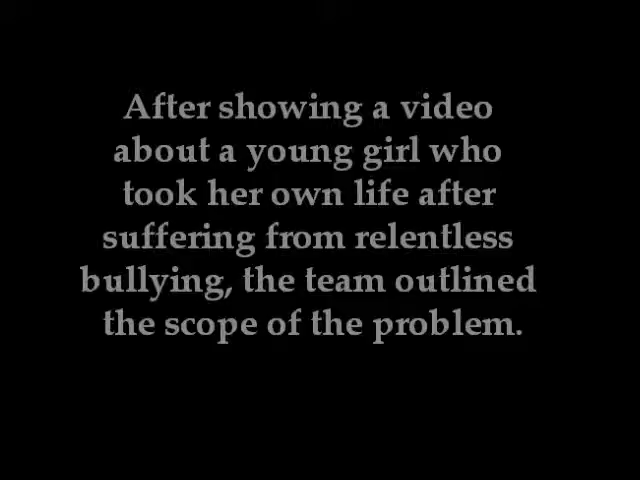 After showing a video
about a young girl who
took her own life after
suffering from relentless
bullying, the team outlined
the scope of the problem.